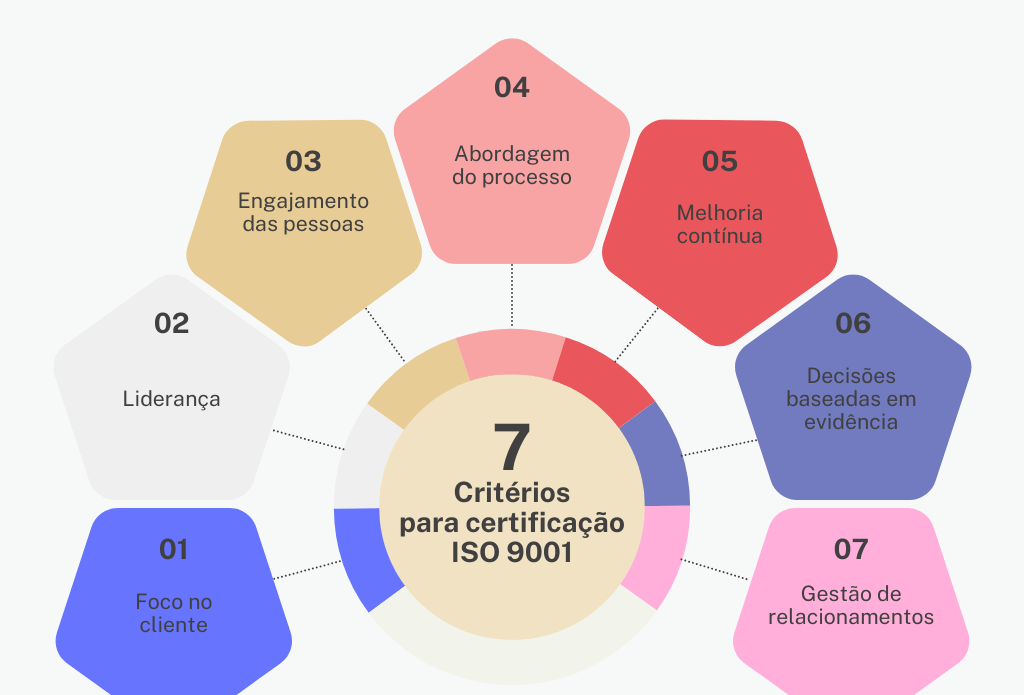 7
Critérios
para certificação
ISO 9001
01
Foco no
cliente
02
Liderança
03
Engajamento
das pessoas
04
Abordagem
do processo
05
Melhoria
contínua
06
Decisões
baseadas em
evidência
07
Gestão de
relacionamentos